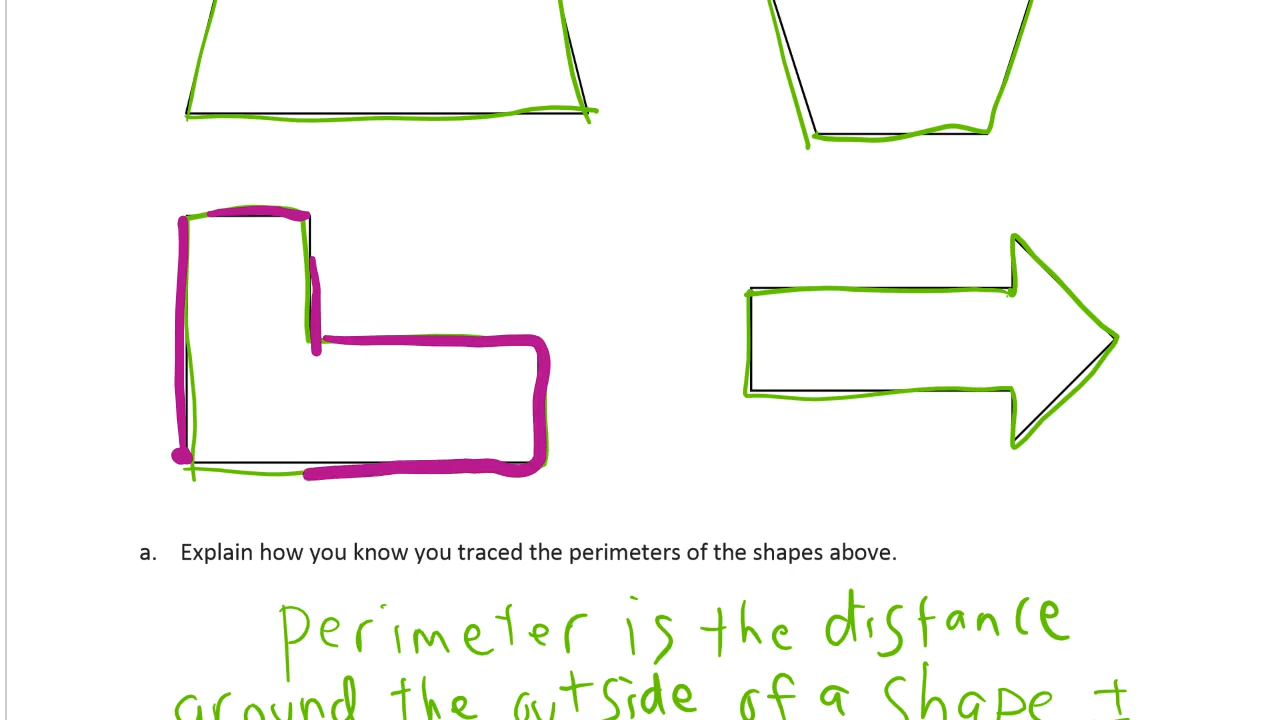 a. Explain how you know you traced the perimeters of the shapes above.
perimeter is the distance
around the outside of a shape